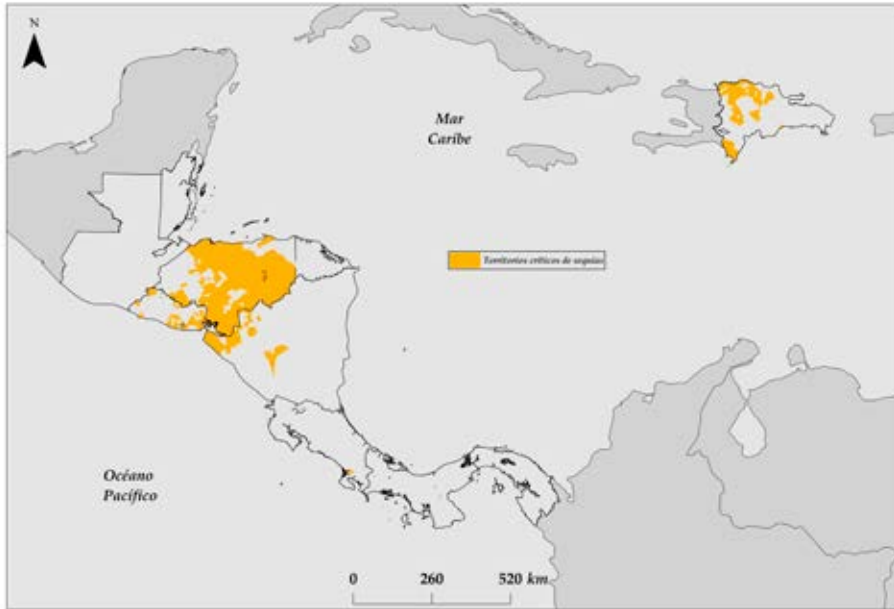 N
Mar
Caribe
Territorios críticos de sequías
Océano
Pacífico
0 260 520 km